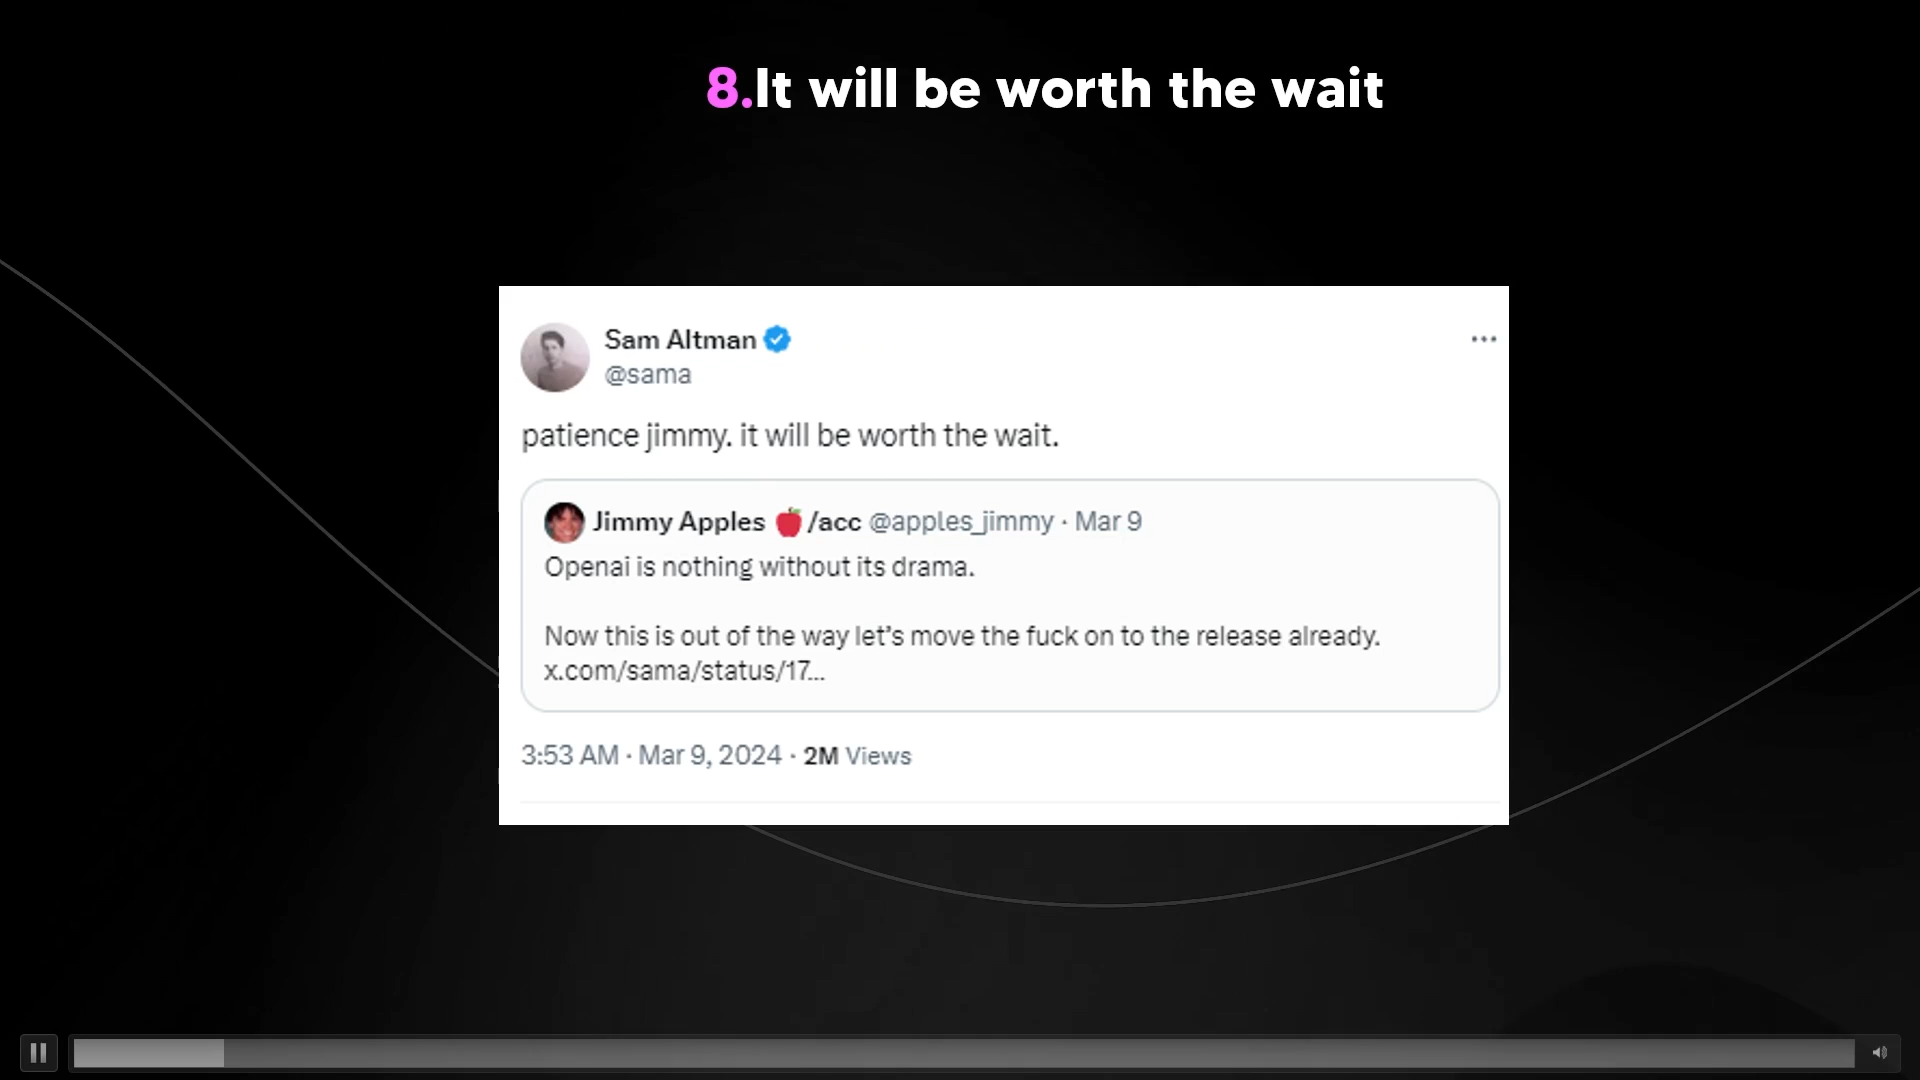 8.It will be worth the wait
Sam Altman
@sama
patience jimmy. it will be worth the wait.
Jimmy Apples 🍎/acc @apples_jimmy · Mar 9
Openai is nothing without its drama.
Now this is out of the way let’s move the fuck on to the release already.
x.com/sama/status/17...
3:53 AM · Mar 9, 2024 · 2M Views